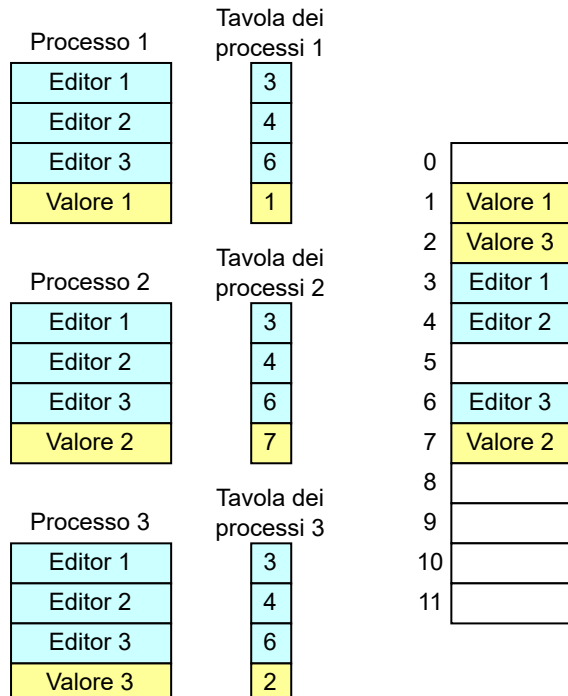 Processo 1
Editor 1
Editor 2
Editor 3
Valore 1
Tavola dei
processi 1
3
4
6
1
Processo 2
Editor 1
Editor 2
Editor 3
Valore 2
Tavola dei
processi 2
3
4
6
7
Processo 3
Editor 1
Editor 2
Editor 3
Valore 3
Tavola dei
processi 3
3
4
6
2
0
1 Valore 1
2 Valore 3
3 Editor 1
4 Editor 2
5
6 Editor 3
7 Valore 2
8
9
10
11